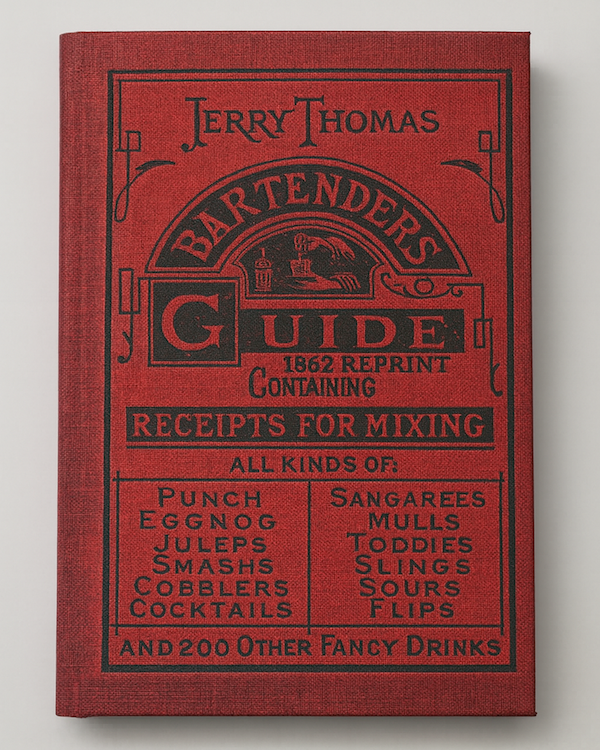 JERRY THOMAS
BARTENDERS
GUIDE
1862 REPRINT
CONTAINING
RECEIPTS FOR MIXING
ALL KINDS OF:
PUNCH
EGGNOG
JULEPS
SMASHS
COBBLERS
COCKTAILS
SANGAREES
MULLS
TODDIES
SLINGS
SOURS
FLIPS
AND 200 OTHER FANCY DRINKS